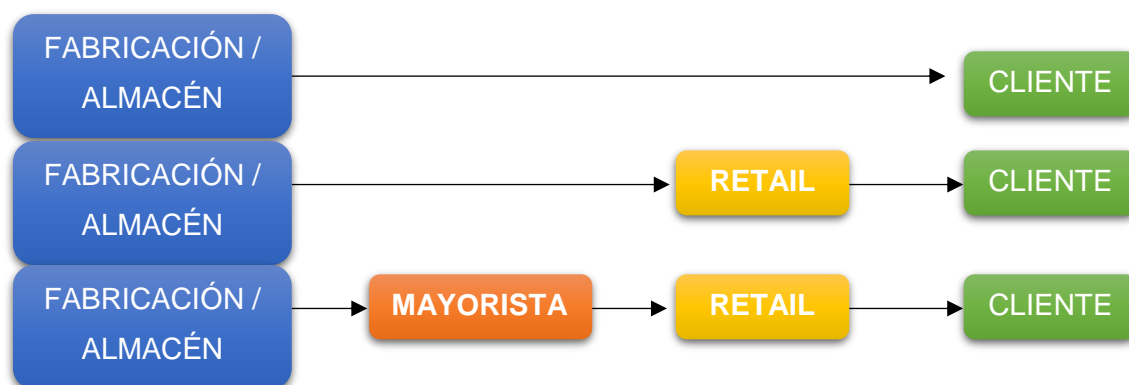 FABRICACIÓN /
ALMACÉN
CLIENTE
FABRICACIÓN /
ALMACÉN
RETAIL
CLIENTE
FABRICACIÓN /
ALMACÉN
MAYORISTA
RETAIL
CLIENTE